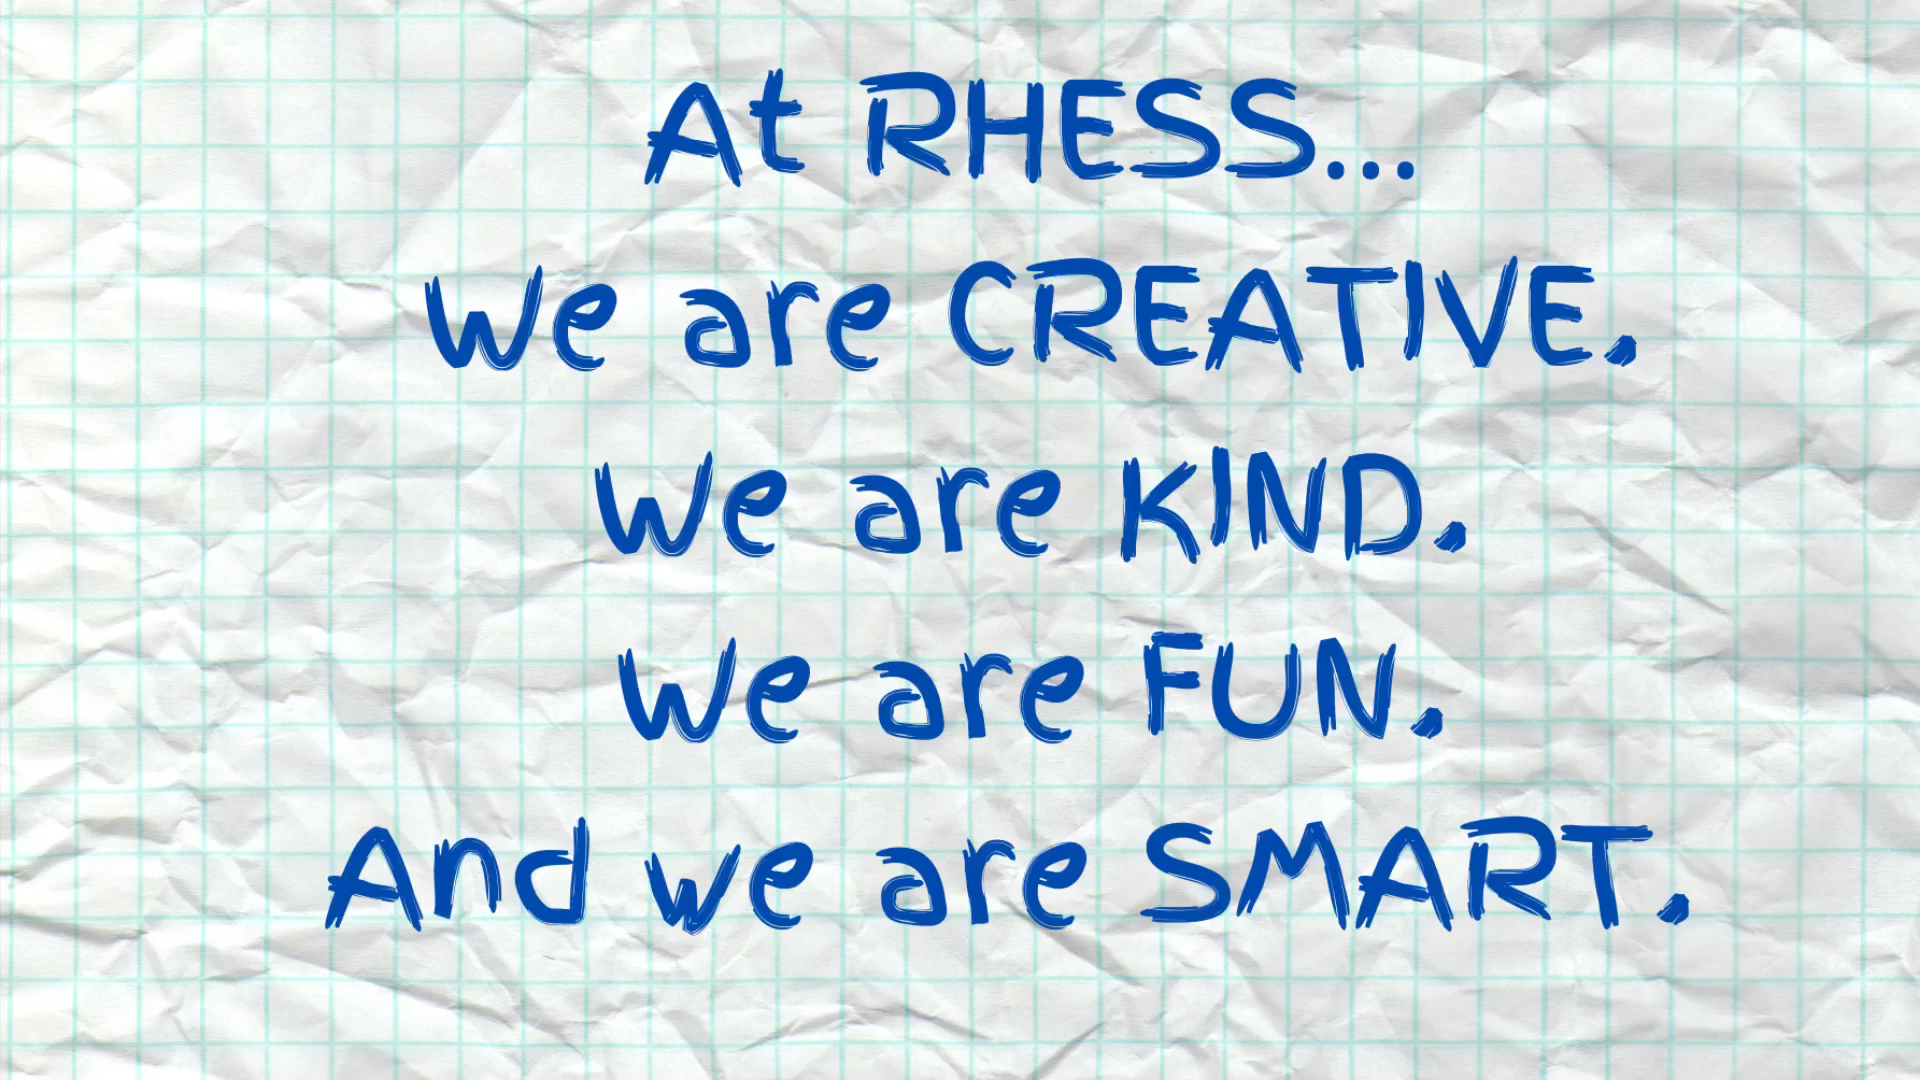 At RHESS...
We are CREATIVE.
We are KIND.
We are FUN.
And we are SMART.